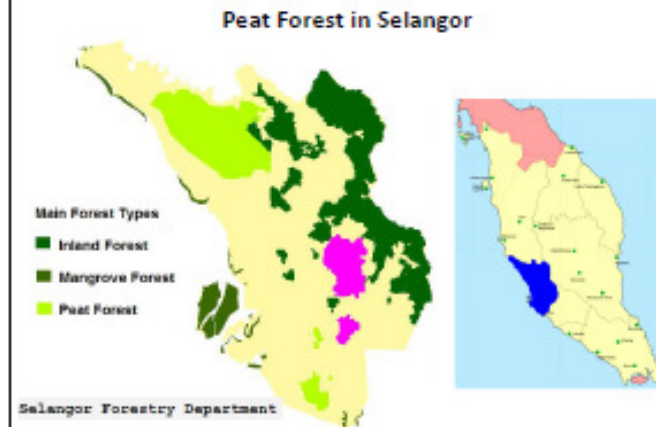 Peat Forest in Selangor
Main Forest Types
Inland Forest
Mangrove Forest
Peat Forest
Selangor Forestry Department